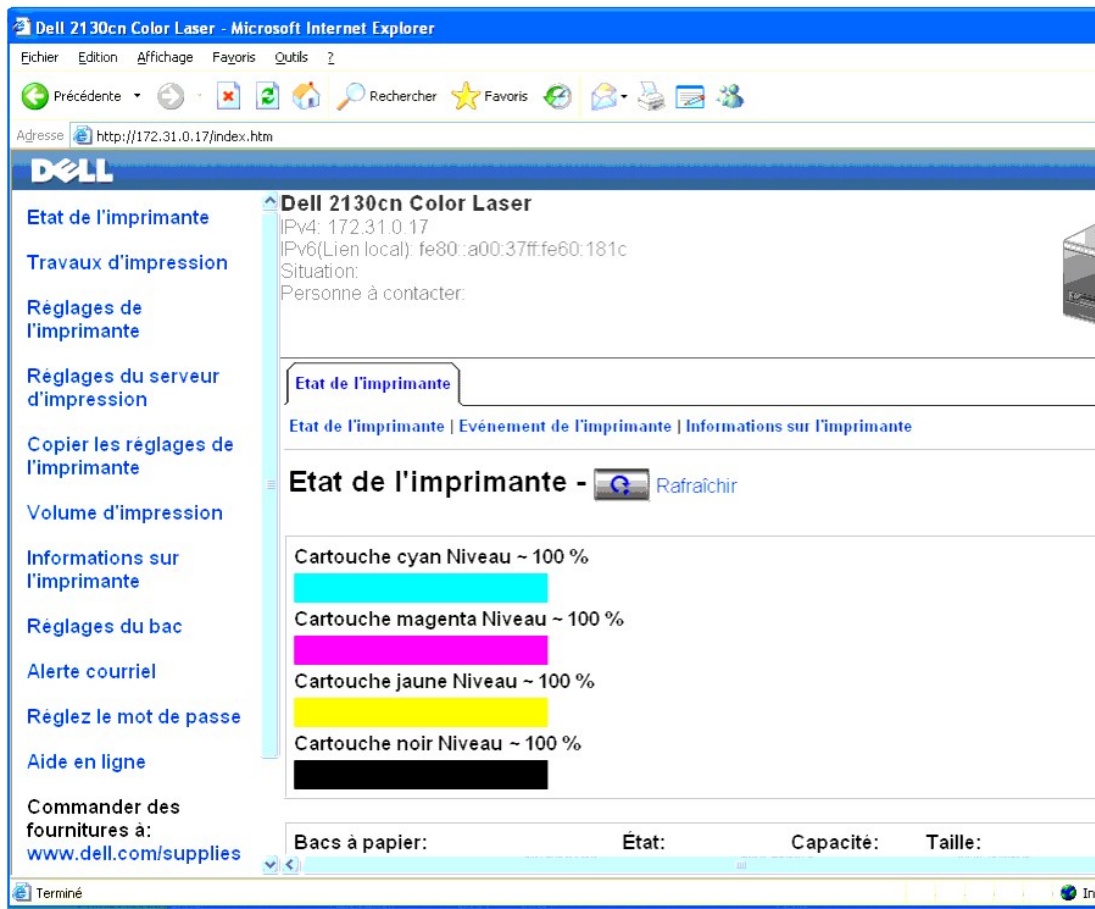 Dell 2130cn Color Laser - Microsoft Internet Explorer
Fichier Edition Affichage Favoris Outils ?
Précédente Rechercher Favoris
Adresse http://172.31.0.17/index.htm
DELL
Etat de l'imprimante
Travaux d'impression
Réglages de
l'imprimante
Réglages du serveur
d'impression
Copier les réglages de
l'imprimante
Volume d'impression
Informations sur
l'imprimante
Réglages du bac
Alerte courriel
Réglez le mot de passe
Aide en ligne
Commander des
fournitures à:
www.dell.com/supplies
Dell 2130cn Color Laser
IPv4: 172.31.0.17
IPv6(Lien local): fe80::a00:37ff:fe60:181c
Situation:
Personne à contacter:
Etat de l'imprimante
Etat de l'imprimante | Evénement de l'imprimante | Informations sur l'imprimante
Etat de l'imprimante - Rafraîchir
Cartouche cyan Niveau ~ 100 %
Cartouche magenta Niveau ~ 100 %
Cartouche jaune Niveau ~ 100 %
Cartouche noir Niveau ~ 100 %
Bacs à papier: État: Capacité: Taille:
Terminé In